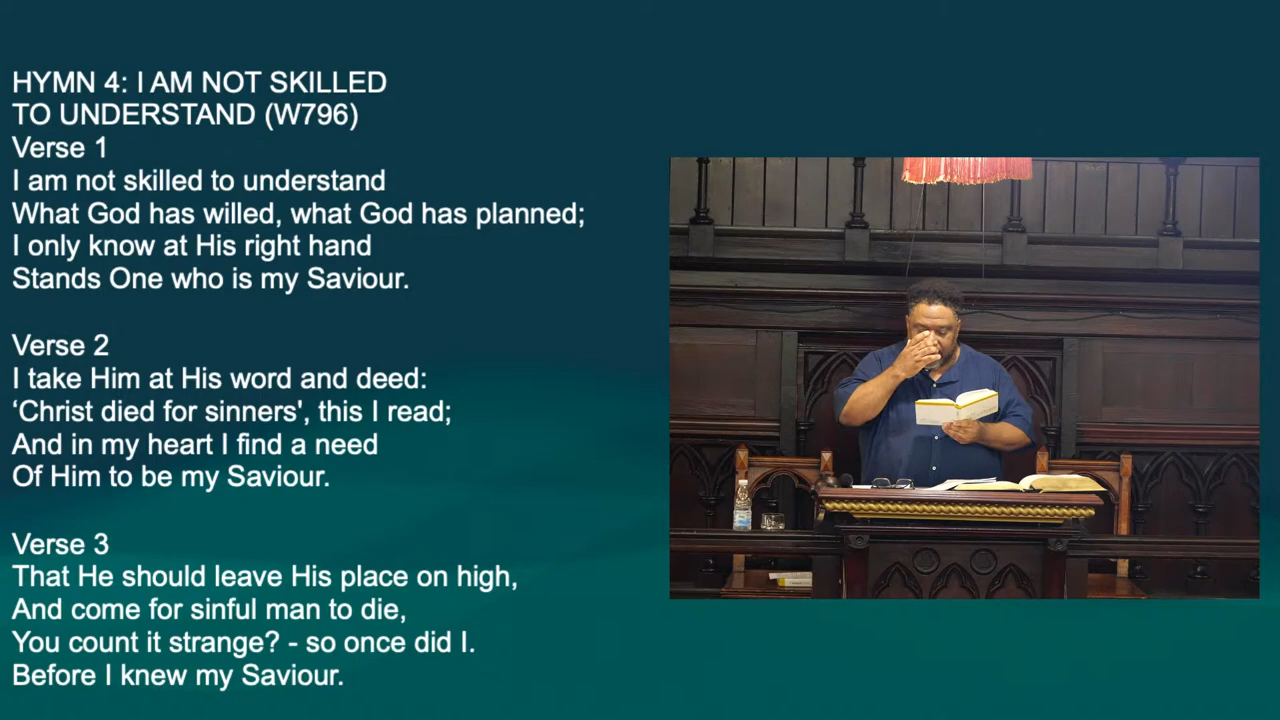 HYMN 4: I AM NOT SKILLED
TO UNDERSTAND (W796)
Verse 1
I am not skilled to understand
What God has willed, what God has planned;
I only know at His right hand
Stands One who is my Saviour.
Verse 2
I take Him at His word and deed:
‘Christ died for sinners', this I read;
And in my heart I find a need
Of Him to be my Saviour.
Verse 3
That He should leave His place on high,
And come for sinful man to die,
You count it strange? - so once did I.
Before I knew my Saviour.